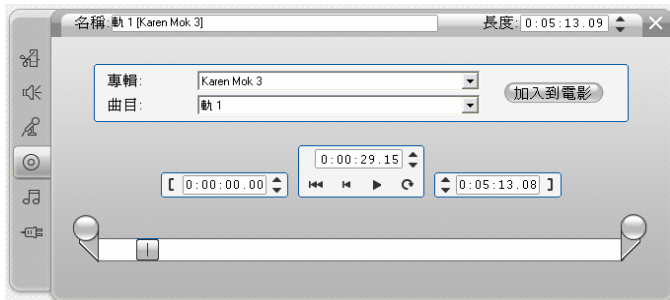 名稱: 軌 1 [Karen Mok 3] 長度: 0:05:13.09
專輯: Karen Mok 3
曲目: 軌 1
加入到電影
0:00:29.15
[ 0:00:00.00 0:05:13.08 ]